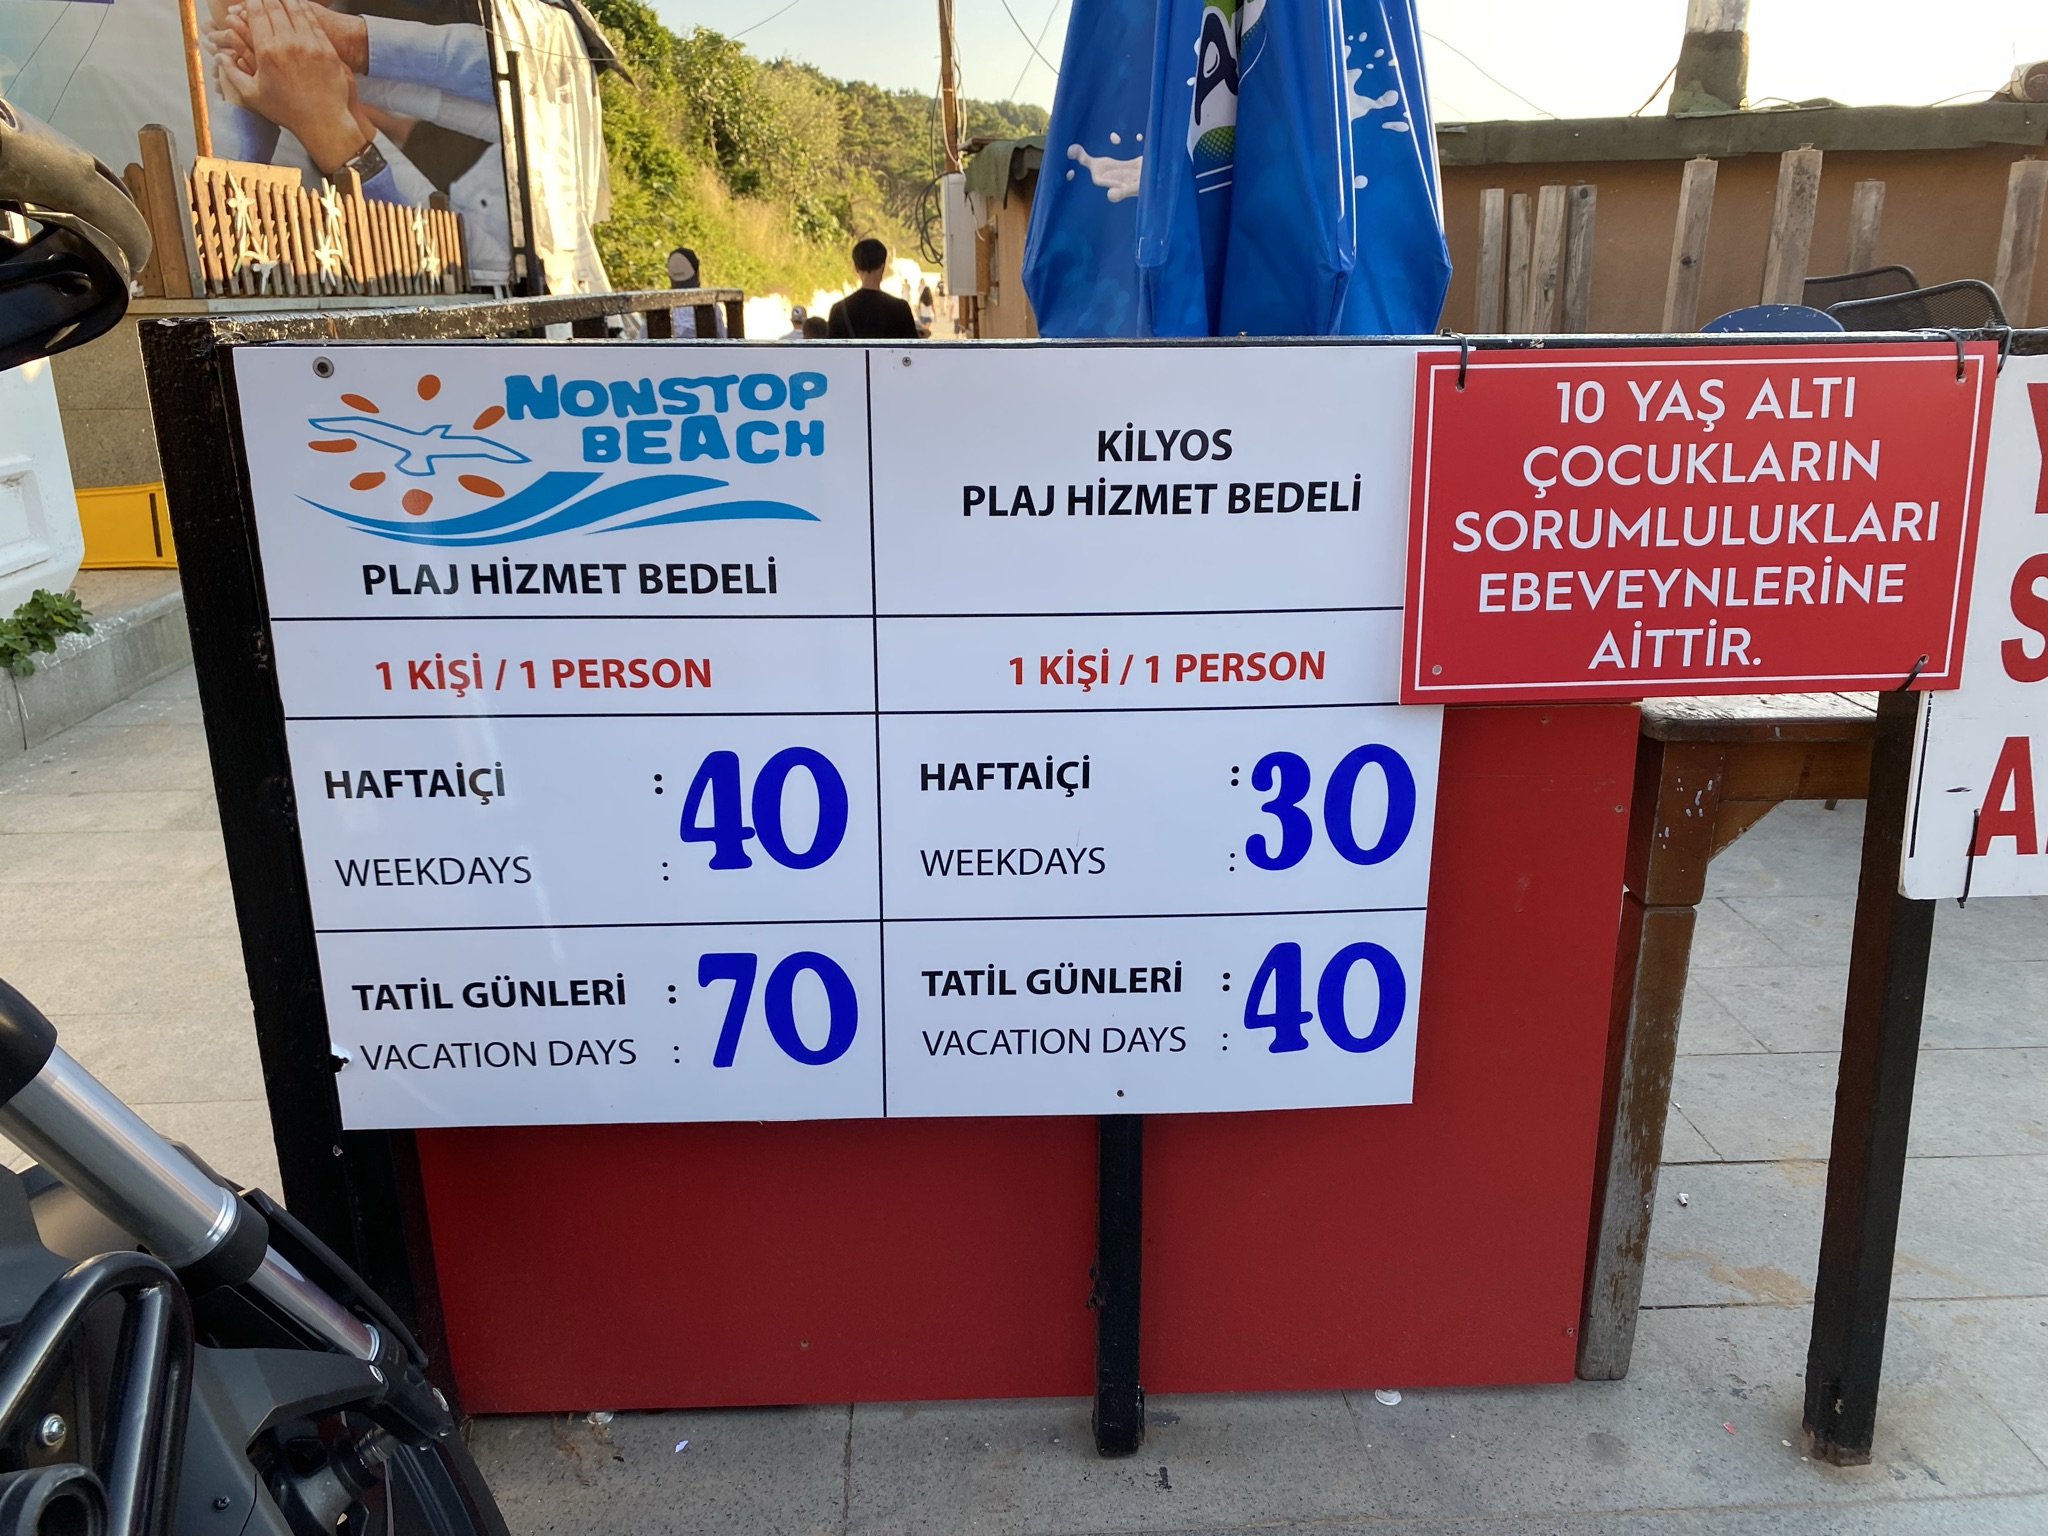 NONSTOP
BEACH
PLAJ HİZMET BEDELİ
1 KİŞİ / 1 PERSON
HAFTAİÇİ : 40
WEEKDAYS :
TATİL GÜNLERİ : 70
VACATION DAYS :
KİLYOS
PLAJ HİZMET BEDELİ
1 KİŞİ / 1 PERSON
HAFTAİÇİ : 30
WEEKDAYS :
TATİL GÜNLERİ : 40
VACATION DAYS :
10 YAŞ ALTI
ÇOCUKLARIN
SORUMLULUKLARI
EBEVEYNLERİNE
AİTTİR.